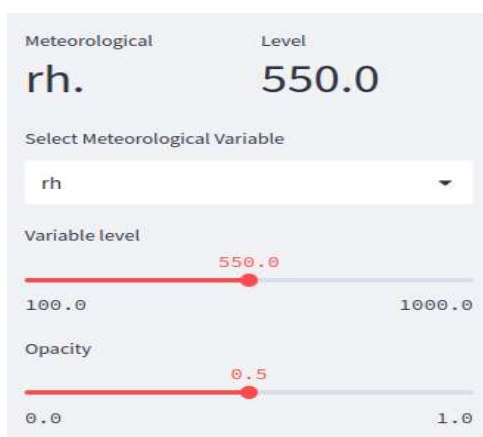 Meteorological Level
rh. 550.0
Select Meteorological Variable
rh
Variable level
550.0
100.0 1000.0
Opacity
0.5
0.0 1.0